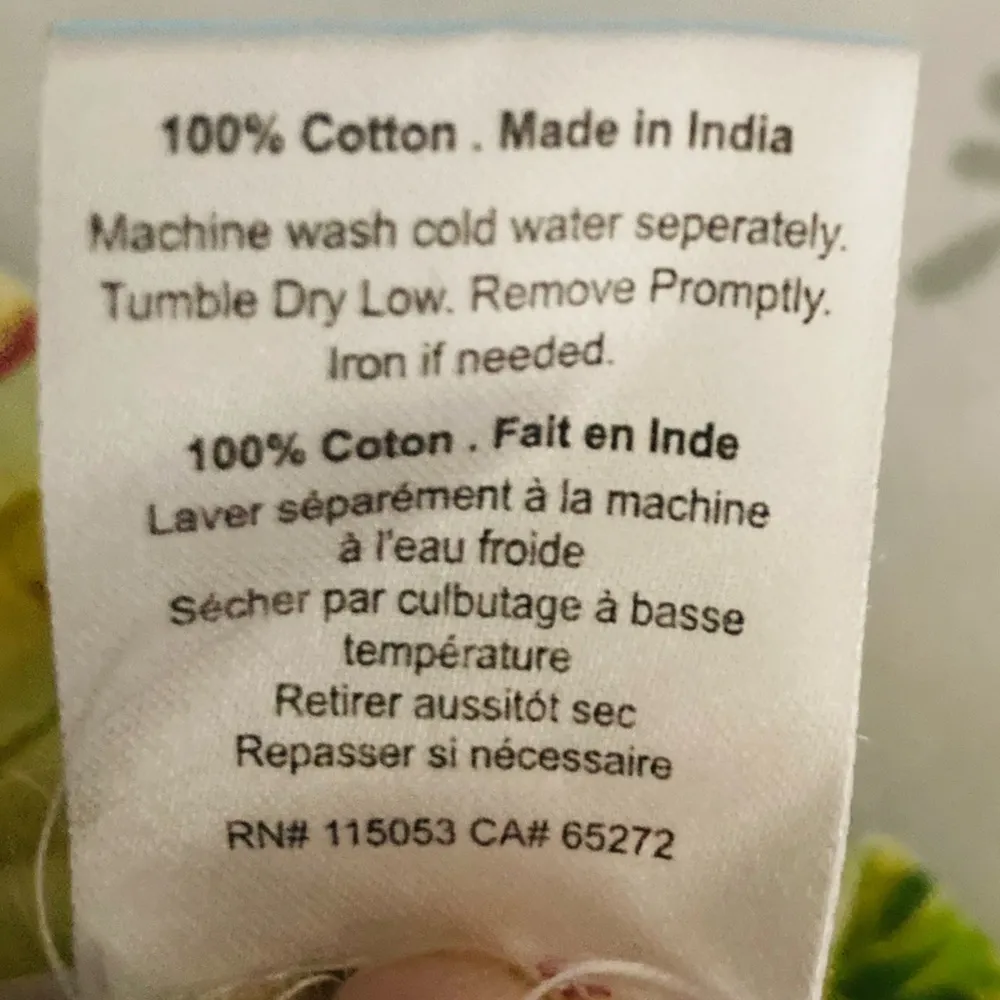 100% Cotton . Made in India
Machine wash cold water seperately.
Tumble Dry Low. Remove Promptly.
Iron if needed.
100% Coton . Fait en Inde
Laver séparément à la machine
à l'eau froide
Sécher par culbutage à basse
température
Retirer aussitót sec
Repasser si nécessaire
RN# 115053 CA# 65272